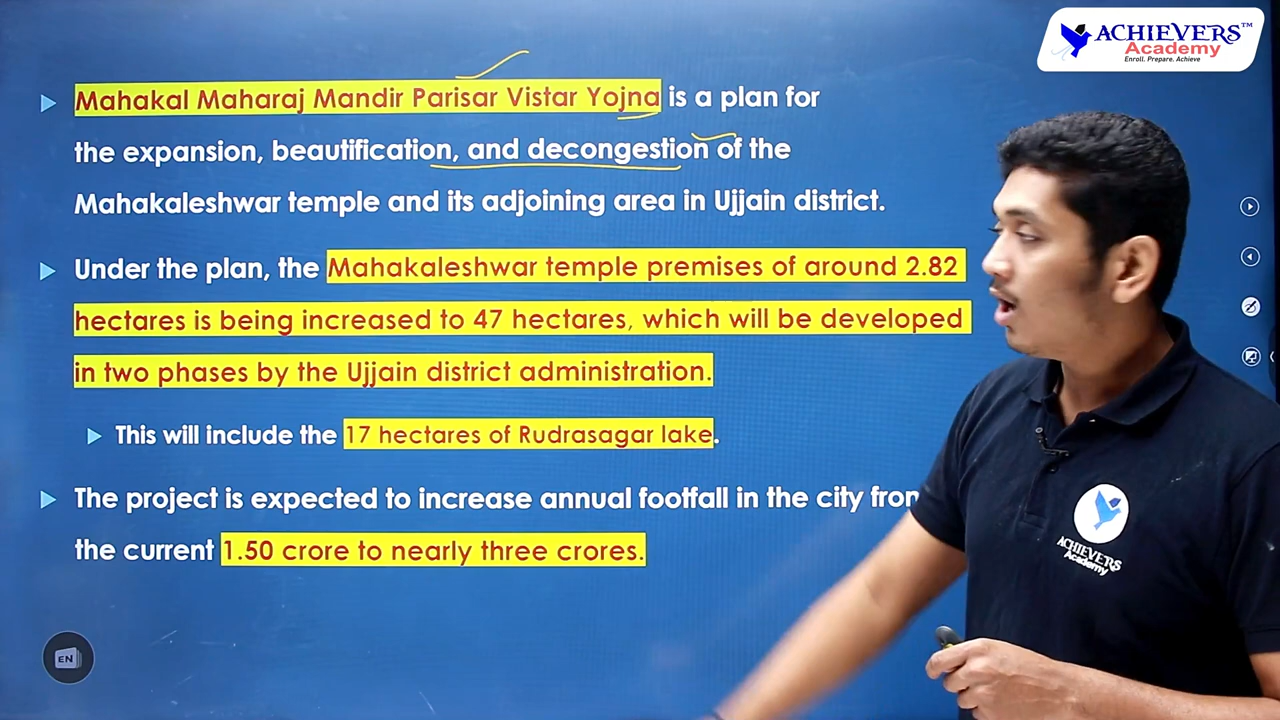 ACHIEVERS™
Academy
Enroll. Prepare. Achieve
Mahakal Maharaj Mandir Parisar Vistar Yojna is a plan for
the expansion, beautification, and decongestion of the
Mahakaleshwar temple and its adjoining area in Ujjain district.
Under the plan, the Mahakaleshwar temple premises of around 2.82
hectares is being increased to 47 hectares, which will be developed
in two phases by the Ujjain district administration.
This will include the 17 hectares of Rudrasagar lake.
The project is expected to increase annual footfall in the city
the current 1.50 crore to nearly three crores.
EN
ACHIEVERS
Academy